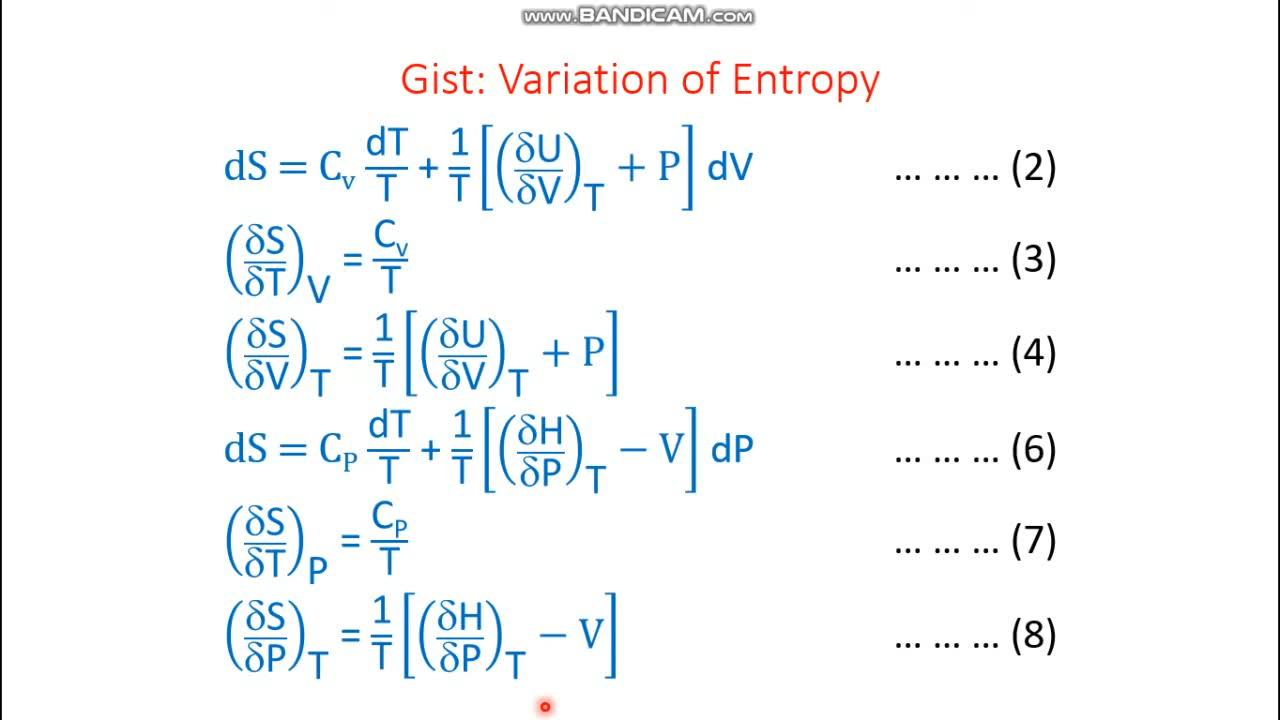 WWW.BANDICAM.COM
Gist: Variation of Entropy
dS = Cᵥ dT/T + 1/T [(δU/δV)_T + P] dV ... ... ... (2)
(δS/δT)_V = Cᵥ/T ... ... ... (3)
(δS/δV)_T = 1/T [(δU/δV)_T + P] ... ... ... (4)
dS = C_P dT/T + 1/T [(δH/δP)_T − V] dP ... ... ... (6)
(δS/δT)_P = C_P/T ... ... ... (7)
(δS/δP)_T = 1/T [(δH/δP)_T − V] ... ... ... (8)